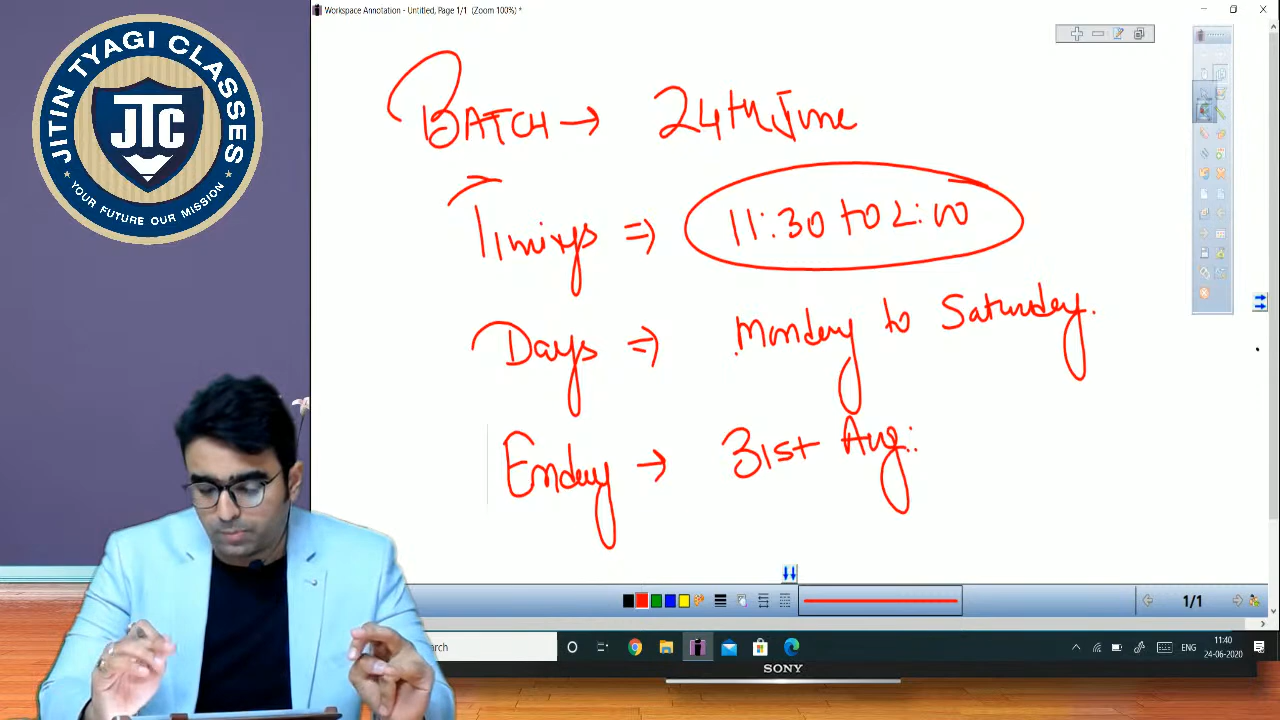 Workspace Annotation - Untitled, Page 1/1 (Zoom 100%) *
JITIN TYAGI CLASSES
JTC
YOUR FUTURE OUR MISSION
BATCH → 24th June
Timings ⇒ 11:30 to 2:00
Days ⇒ Monday to Saturday.
Ending → 31st Aug:
1/1
earch
ENG
11:40
24-06-2020
SONY